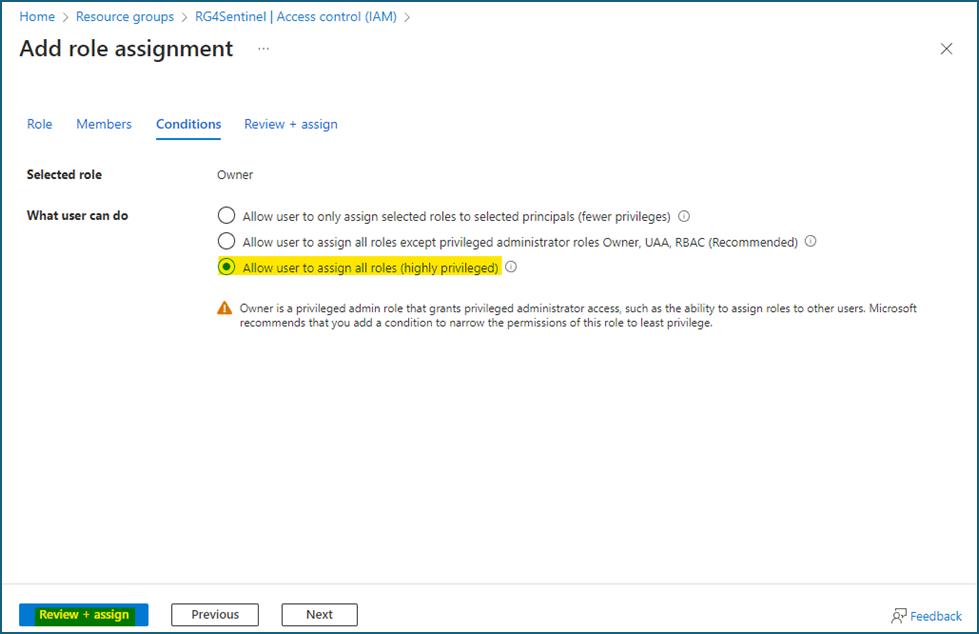 Home > Resource groups > RG4Sentinel | Access control (IAM) >
Add role assignment ...
Role Members Conditions Review + assign
Selected role Owner
What user can do Allow user to only assign selected roles to selected principals (fewer privileges)
Allow user to assign all roles except privileged administrator roles Owner, UAA, RBAC (Recommended)
Allow user to assign all roles (highly privileged)
Owner is a privileged admin role that grants privileged administrator access, such as the ability to assign roles to other users. Microsoft
recommends that you add a condition to narrow the permissions of this role to least privilege.
Review + assign Previous Next Feedback